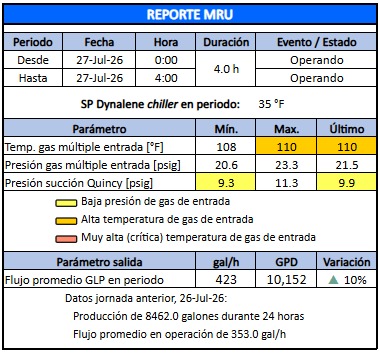 REPORTE MRU
Periodo Fecha Hora Duración Evento / Estado
Desde 27-Jul-26 0:00 4.0 h Operando
Hasta 27-Jul-26 4:00 Operando
SP Dynalene chiller en periodo: 35 °F
Parámetro Mín. Max. Último
Temp. gas múltiple entrada [°F] 108 110 110
Presión gas múltiple entrada [psig] 20.6 23.3 21.5
Presión succión Quincy [psig] 9.3 11.3 9.9
Baja presión de gas de entrada
Alta temperatura de gas de entrada
Muy alta (crítica) temperatura de gas de entrada
Parámetro salida gal/h GPD Variación
Flujo promedio GLP en periodo 423 10,152 ▲ 10%
Datos jornada anterior, 26-Jul-26:
Producción de 8462.0 galones durante 24 horas
Flujo promedio en operación de 353.0 gal/h